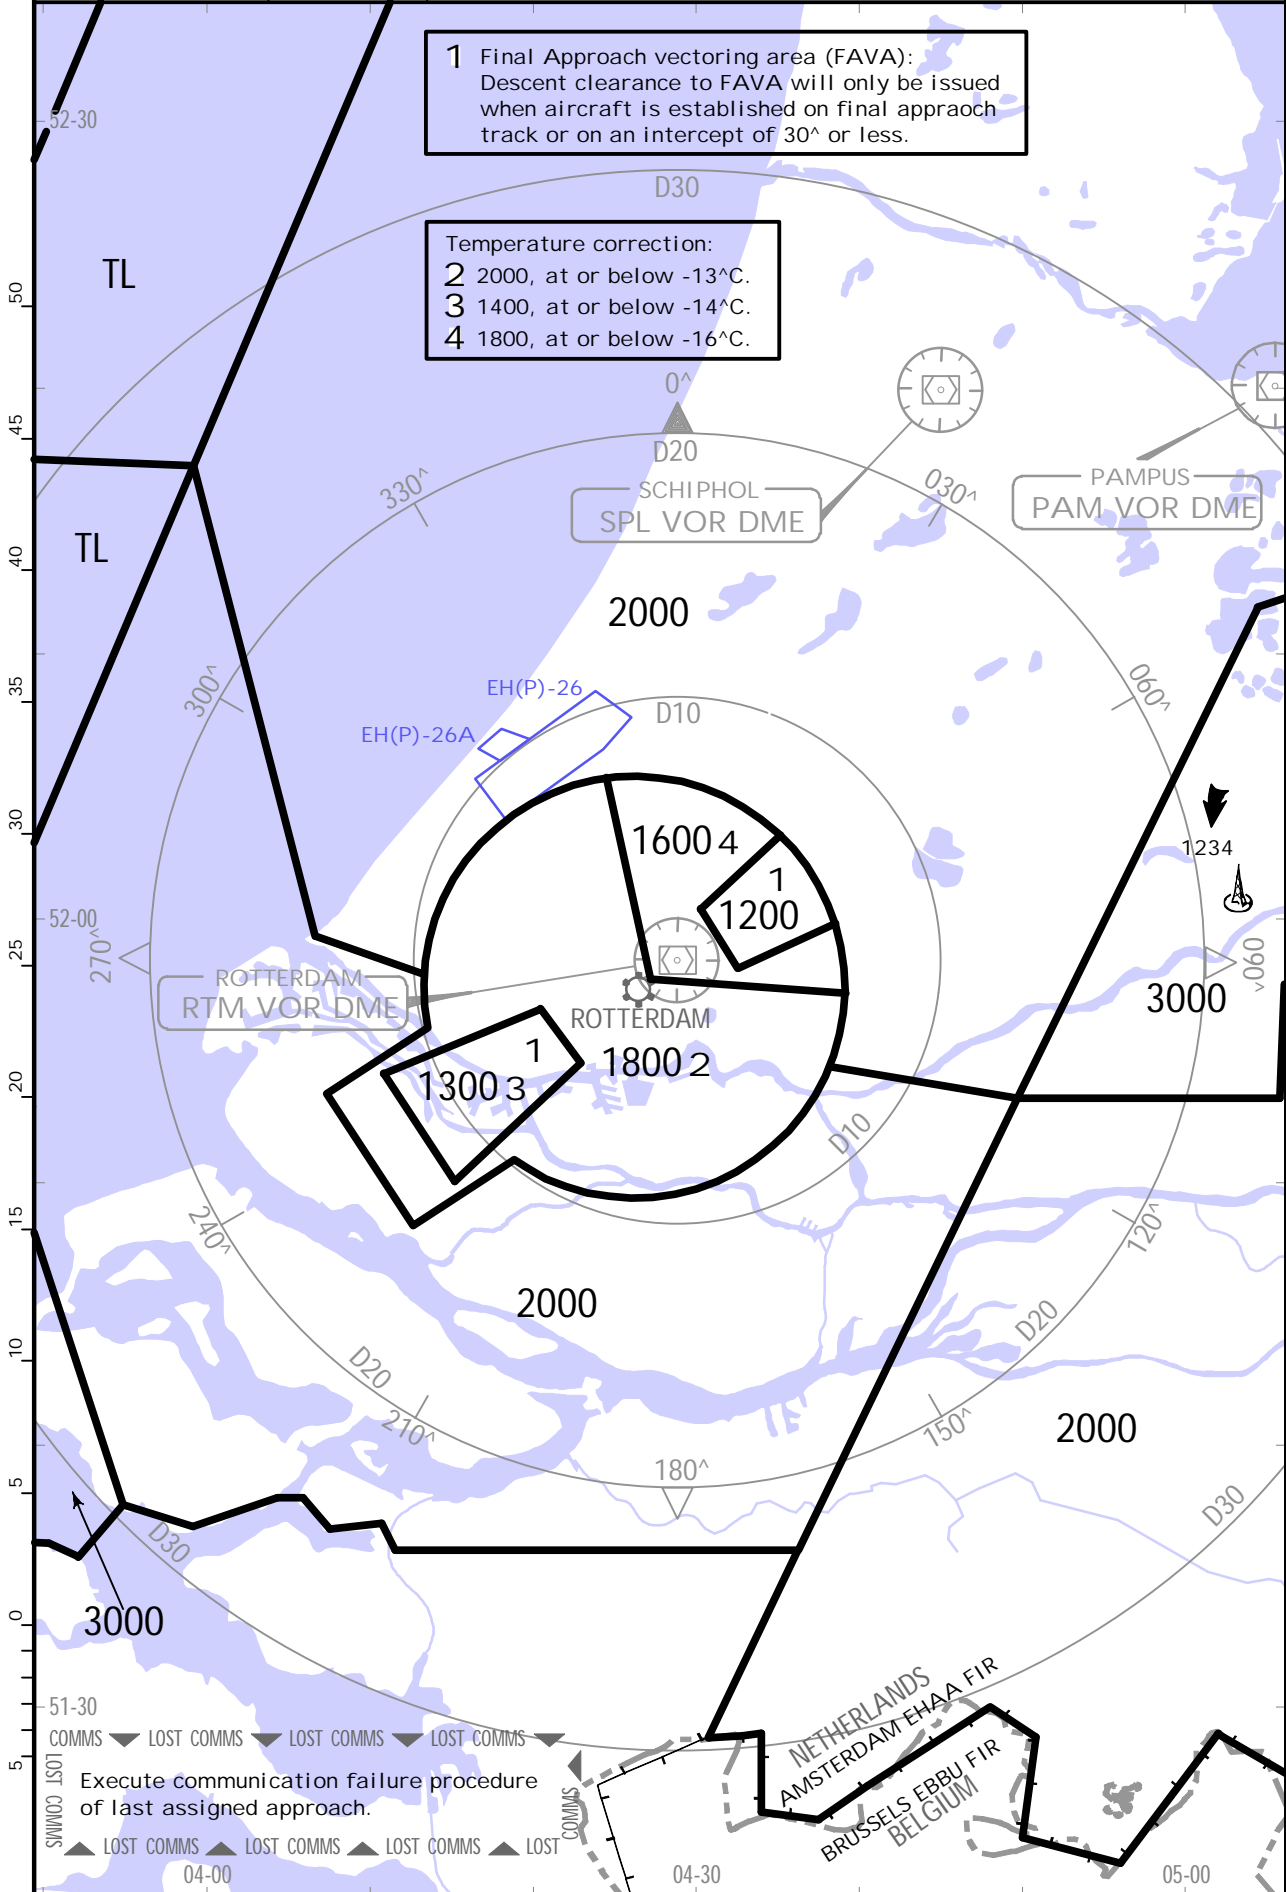 1 Final Approach vectoring area (FAVA):
Descent clearance to FAVA will only be issued
when aircraft is established on final appraoch
track or on an intercept of 30^ or less.
52-30
D30
Temperature correction:
2 2000, at or below -13^C.
3 1400, at or below -14^C.
4 1800, at or below -16^C.
TL
50
0^
45
D20
SCHIPHOL
SPL VOR DME
PAMPUS
PAM VOR DME
330^
030^
TL
40
2000
300^
060^
35
EH(P)-26
D10
EH(P)-26A
30
1600 4
1
1200
1234
52-00
270^
25
090^
ROTTERDAM
RTM VOR DME
ROTTERDAM
3000
1
1300 3
1800 2
20
D10
15
240^
120^
2000
D20
10
D20
210^
150^
2000
180^
5
D30
D30
0
3000
51-30
COMMS LOST COMMS LOST COMMS LOST COMMS
LOST COMMS
Execute communication failure procedure
of last assigned approach.
COMMS
LOST COMMS LOST COMMS LOST COMMS LOST
5
NETHERLANDS
AMSTERDAM EHAA FIR
BRUSSELS EBBU FIR
BELGIUM
04-00
04-30
05-00